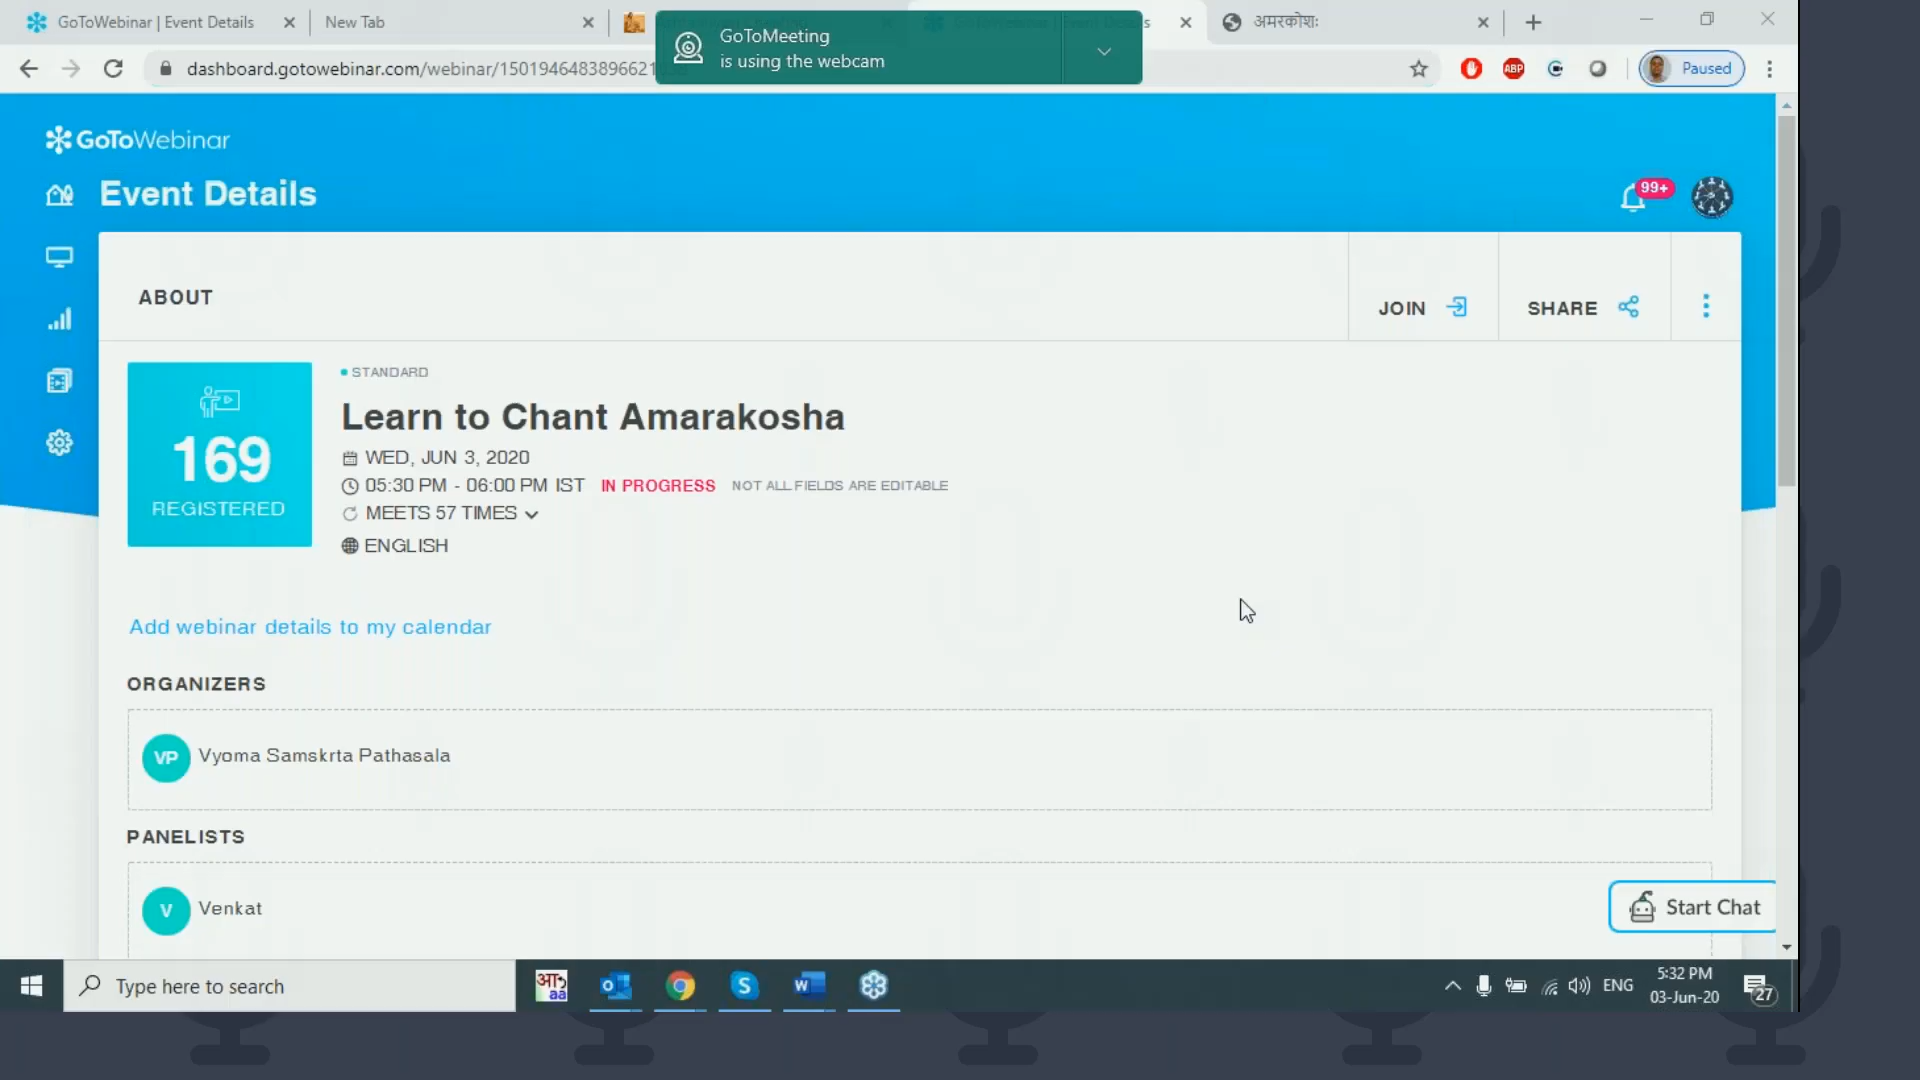 GoToWebinar | Event Details
New Tab
अमरकोशः
GoToMeeting
is using the webcam
dashboard.gotowebinar.com/webinar/1501946483896621
ABP
Paused
GoToWebinar
Event Details
99+
ABOUT
JOIN
SHARE
169
REGISTERED
STANDARD
Learn to Chant Amarakosha
WED, JUN 3, 2020
05:30 PM - 06:00 PM IST IN PROGRESS NOT ALL FIELDS ARE EDITABLE
MEETS 57 TIMES
ENGLISH
Add webinar details to my calendar
ORGANIZERS
VP Vyoma Samskrta Pathasala
PANELISTS
V Venkat
Start Chat
Type here to search
ENG
5:32 PM
03-Jun-20
27